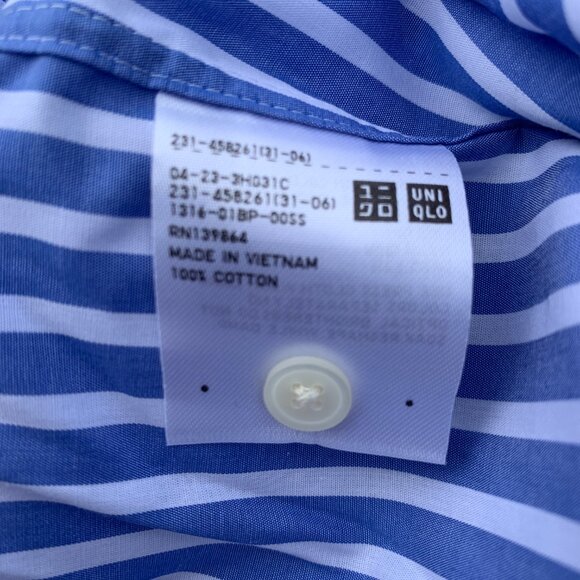 231-458261(31-06)
04-23-3H031C
231-458261(31-06)
1316-01BP-00SS
RN139864
MADE IN VIETNAM
100% COTTON
ユニ
クロ
UNI
QLO